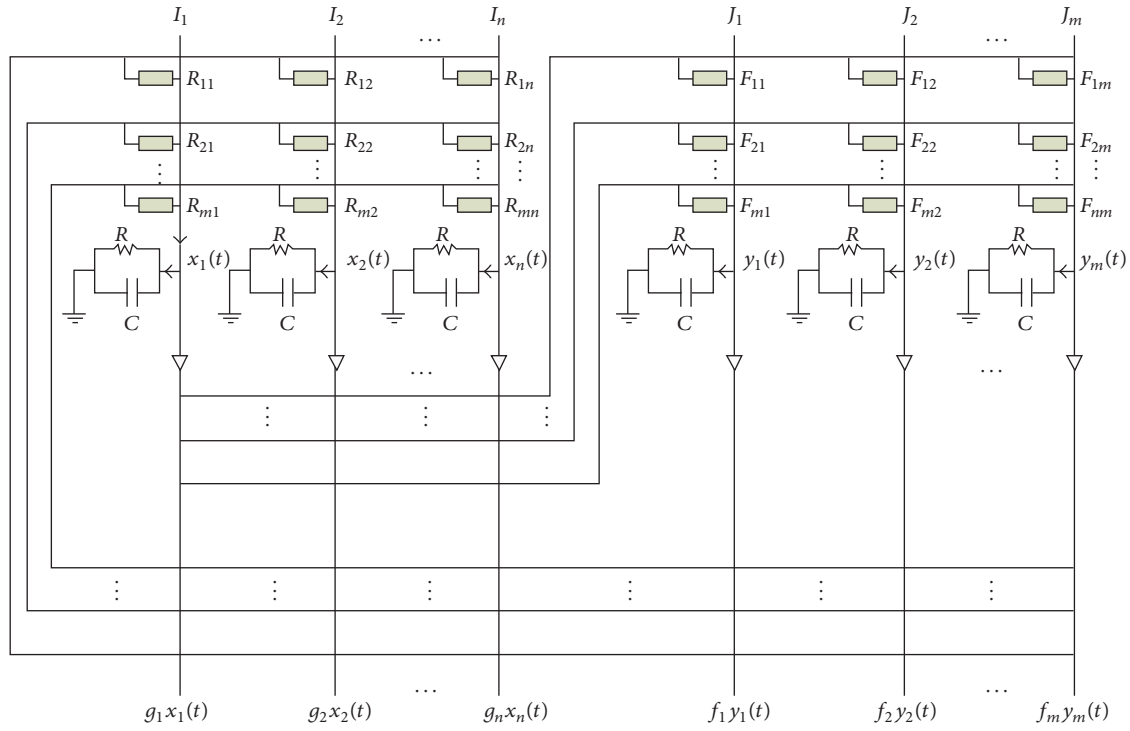 I₁ I₂ ⋯ Iₙ J₁ J₂ ⋯ Jₘ
R₁₁ R₁₂ R₁ₙ F₁₁ F₁₂ F₁ₘ
R₂₁ R₂₂ R₂ₙ F₂₁ F₂₂ F₂ₘ
⋮ ⋮ ⋮ ⋮ ⋮ ⋮ ⋮ ⋮
Rₘ₁ Rₘ₂ Rₘₙ Fₘ₁ Fₘ₂ Fₙₘ
R R R R R R
x₁(t) x₂(t) xₙ(t) y₁(t) y₂(t) yₘ(t)
C C C C C C
⋯ ⋯
⋮ ⋮ ⋮
⋮ ⋮ ⋮ ⋮ ⋮ ⋮
⋯ ⋯
g₁x₁(t) g₂x₂(t) gₙxₙ(t) f₁y₁(t) f₂y₂(t) fₘyₘ(t)